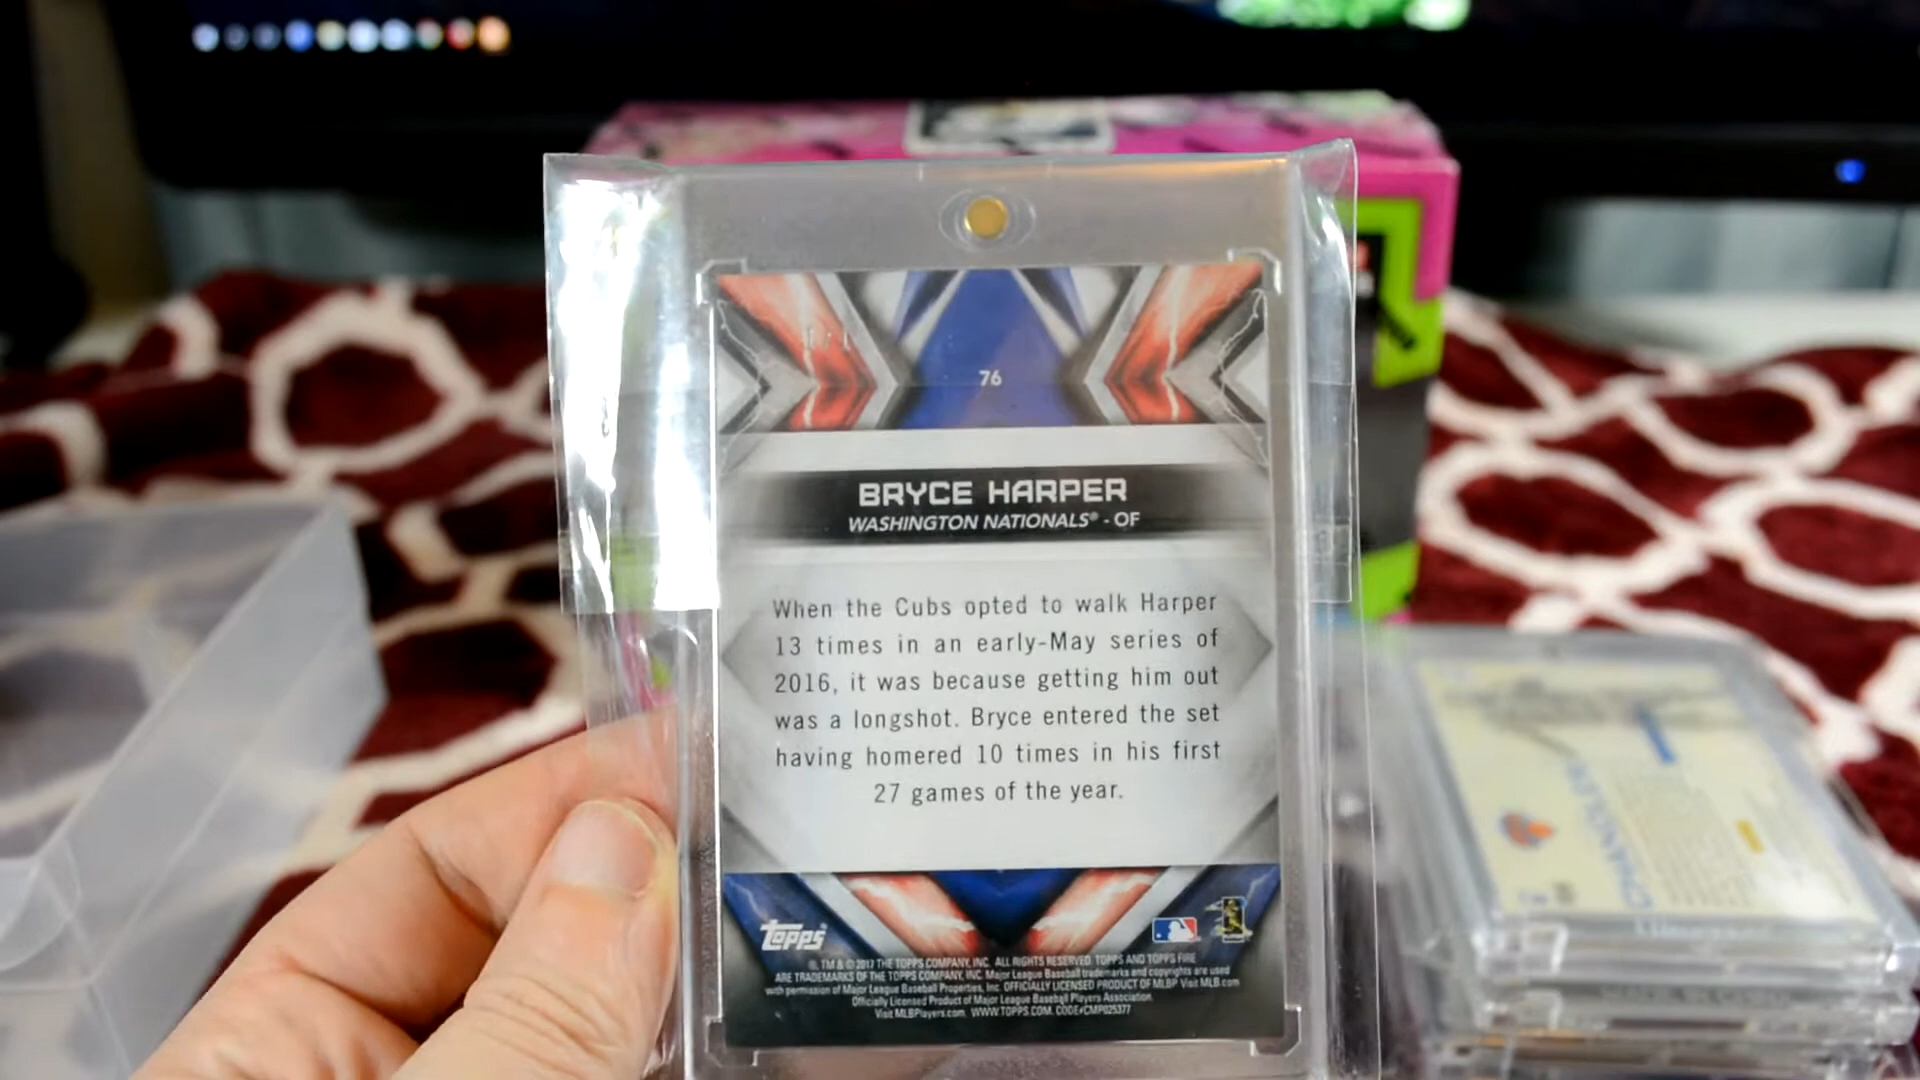 1/1
76
BRYCE HARPER
WASHINGTON NATIONALS® - OF
When the Cubs opted to walk Harper
13 times in an early-May series of
2016, it was because getting him out
was a longshot. Bryce entered the set
having homered 10 times in his first
27 games of the year.
Topps®
®, TM & © 2017 THE TOPPS COMPANY, INC. ALL RIGHTS RESERVED. TOPPS AND TOPPS FIRE
ARE TRADEMARKS OF THE TOPPS COMPANY, INC. Major League Baseball trademarks and copyrights are used
with permission of Major League Baseball Properties, Inc. OFFICIALLY LICENSED PRODUCT OF MLBP Visit MLB.com
Officially Licensed Product of Major League Baseball Players Association.
Visit MLBPlayers.com. WWW.TOPPS.COM. CODE#CMP025377
CHANDLER